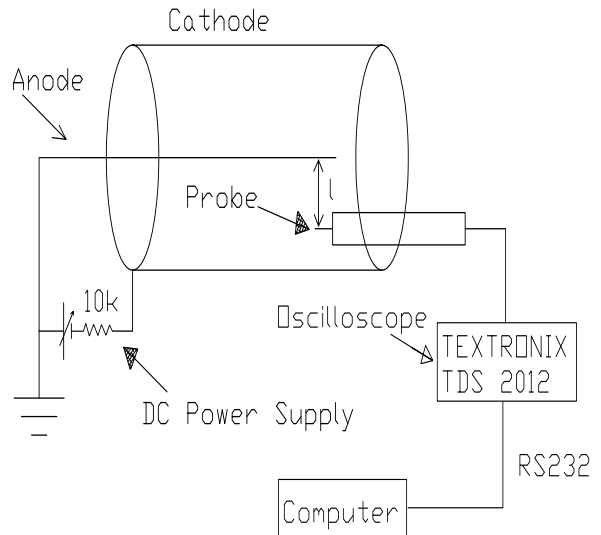 Cathode
Anode
l
Probe
10k
Oscilloscope
TEXTRONIX
TDS 2012
DC Power Supply
RS232
Computer